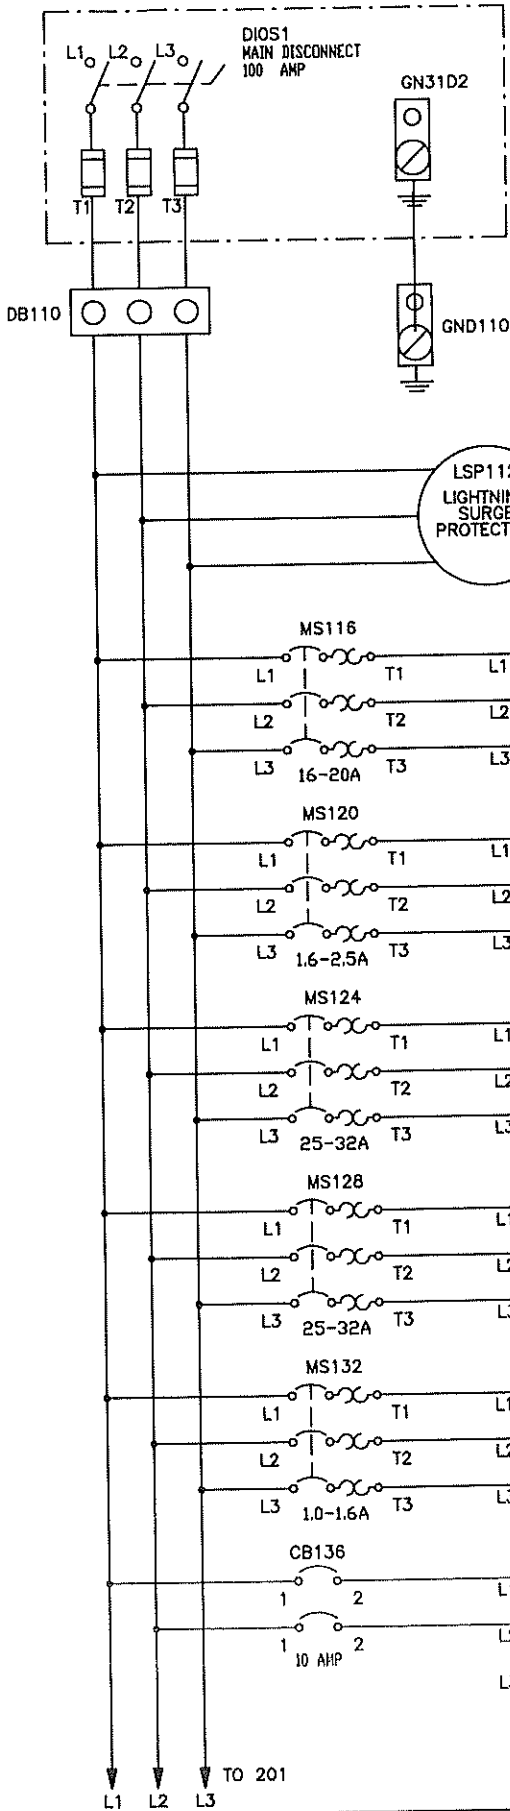 DIOS1
L1 L2 L3 MAIN DISCONNECT
100 AMP
GN31D2
T1 T2 T3
DB110
GND110
LSP112
LIGHTNIN
SURGE
PROTECT
MS116
L1 T1 L1
L2 T2 L2
L3 16-20A T3 L3
MS120
L1 T1 L1
L2 T2 L2
L3 1.6-2.5A T3 L3
MS124
L1 T1 L1
L2 T2 L2
L3 25-32A T3 L3
MS128
L1 T1 L1
L2 T2 L2
L3 25-32A T3 L3
MS132
L1 T1 L1
L2 T2 L2
L3 1.0-1.6A T3 L3
CB136
1 2 L1
1 2 L2
10 AMP
TO 201
L1 L2 L3